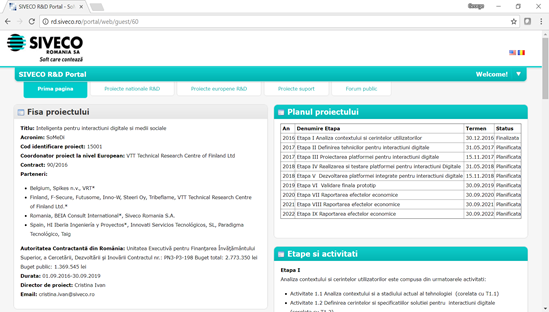 SIVECO R&D Portal - Sof
George
rd.siveco.ro/portal/web/guest/60
SIVECO
ROMANIA SA
Soft care contează
SIVECO R&D Portal
Welcome!
Prima pagina
Proiecte nationale R&D
Proiecte europene R&D
Proiecte suport
Forum public
Fisa proiectului
Titlu: Inteligenta pentru interactiuni digitale si medii sociale
Acronim: SoMeDi
Cod identificare proiect: 15001
Coordonator proiect la nivel European: VTT Technical Research Centre of Finland Ltd
Contract: 90/2016
Parteneri:
Belgium, Spikes n.v., VRT*
Finland, F-Secure, Futusome, Inno-W, Steerl Oy, Tribeflame, VTT Technical Research Centre of Finland Ltd.*
Romania, BEIA Consult International*, Siveco Romania S.A.
Spain, HI Iberia Ingeniería y Proyectos*, Innovati Servicios Tecnológicos, SL, Paradigma Tecnológico, Taig
Autoritatea Contractantă din România: Unitatea Executivă pentru Finanțarea Învățământului
Superior, a Cercetării, Dezvoltării și Inovării Contractul nr.: PN3-P3-198 Buget total: 2.773.350 lei
Buget public: 1.369.545 lei
Durata: 01.09.2016-30.09.2019
Director de proiect: Cristina Ivan
Email: cristina.ivan@siveco.ro
Planul proiectului
An Denumire Etapa Termen Status
2016 Etapa I Analiza contextului si cerintelor utilizatorilor 30.12.2016 Finalizata
2017 Etapa II Definirea tehnicilor pentru interactiuni digitale 31.05.2017 Planificata
2017 Etapa III Proiectarea platformei pentru interactiuni digitale 15.11.2017 Planificata
2018 Etapa IV Realizarea si testare platformei integrate pentru interactiuni Digitale 31.05.2018 Planificata
2018 Etapa V Dezvoltarea platformei integrate pentru interactiuni digitale 15.11.2018 Planificata
2019 Etapa VI Validare finala prototip 30.09.2019 Planificata
2020 Etapa VII Raportarea efectelor economice 30.09.2020 Planificata
2021 Etapa VIII Raportarea efectelor economice 30.09.2021 Planificata
2022 Etapa IX Raportarea efectelor economice 30.09.2022 Planificata
Etape si activitati
Etapa I
Analiza contextului si cerintelor utilizatorilor este compusa din urmatoarele activitati:
Activitate 1.1 Analiza contextului si a stadiului actual al tehnologiei (corelata cu T1.1)
Activitate 1.2 Definirea cerintelor si specificatiilor solutiei pentru interactiuni digitale
(corelata cu T1.2)